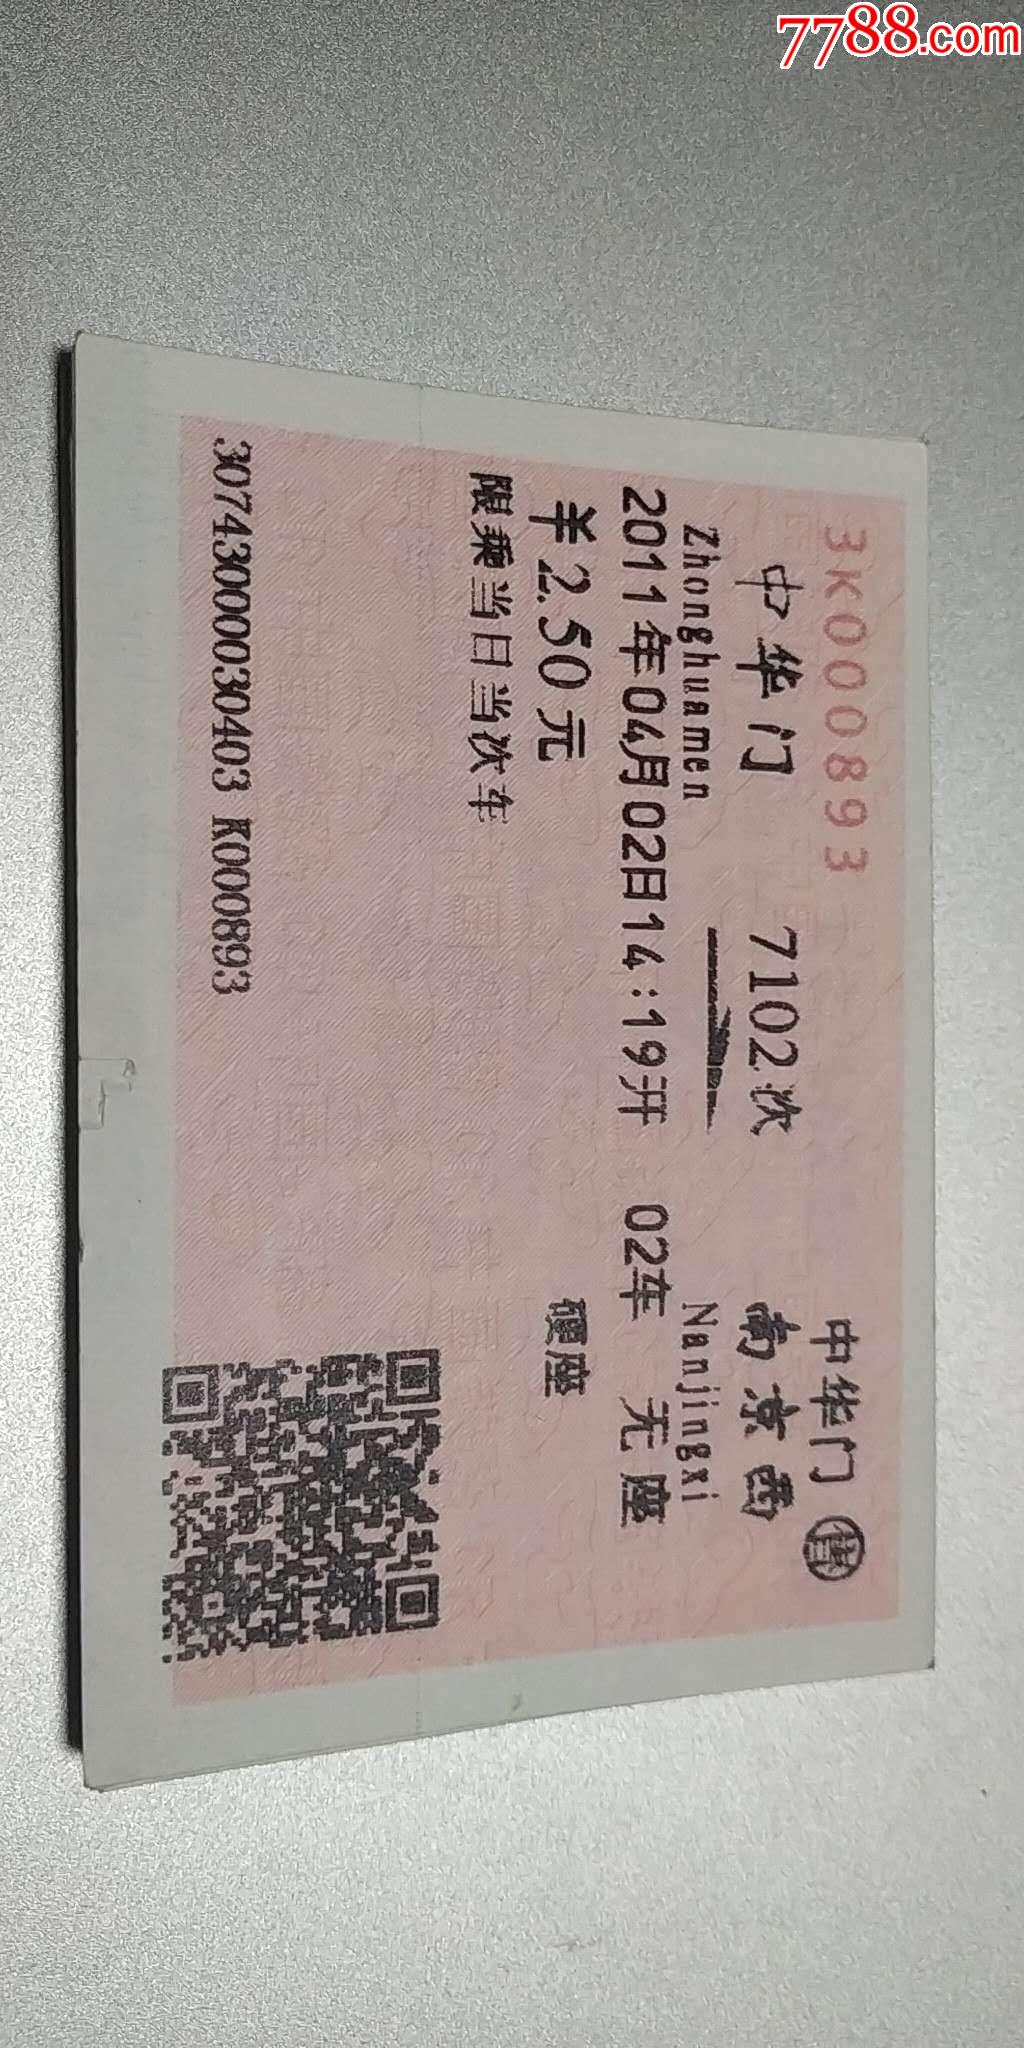 7788.com
3K000893
中华门 售
中华门 7102次 南京西
Zhonghuamen Nanjingxi
2011年04月02日14:19开 02车 无座
￥2.50元 硬座
限乘当日当次车
30743000030403 K000893